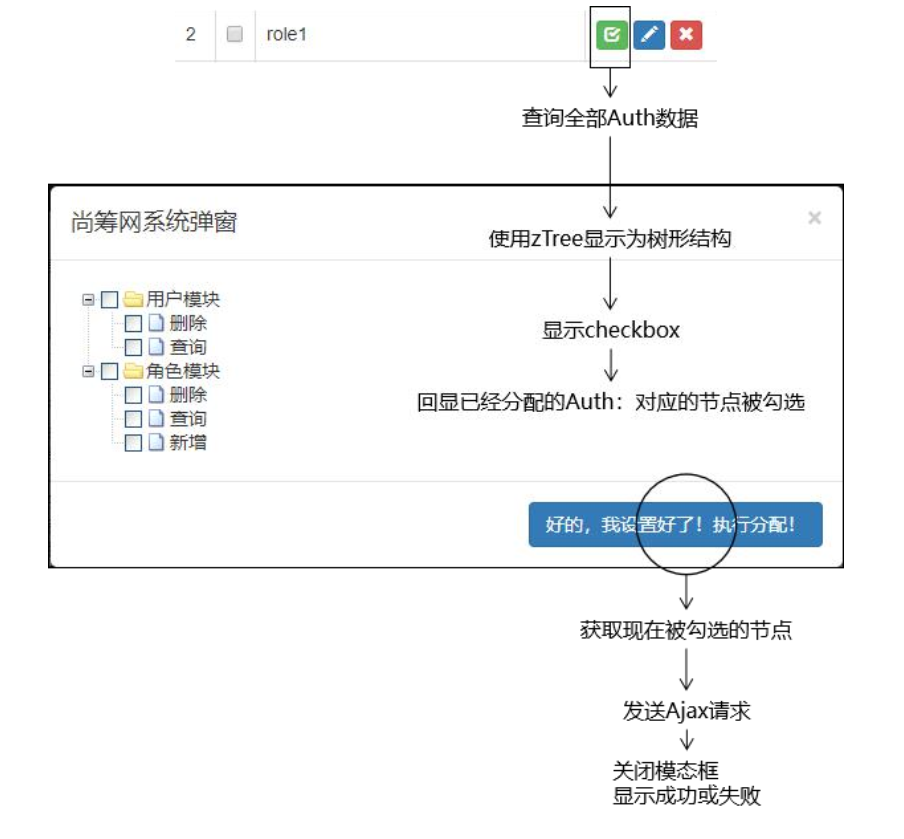 2 role1
查询全部Auth数据
尚筹网系统弹窗 ×
使用zTree显示为树形结构
用户模块
删除
显示checkbox
查询
角色模块
删除
回显已经分配的Auth：对应的节点被勾选
查询
新增
好的，我设置好了！执行分配！
获取现在被勾选的节点
发送Ajax请求
关闭模态框
显示成功或失败